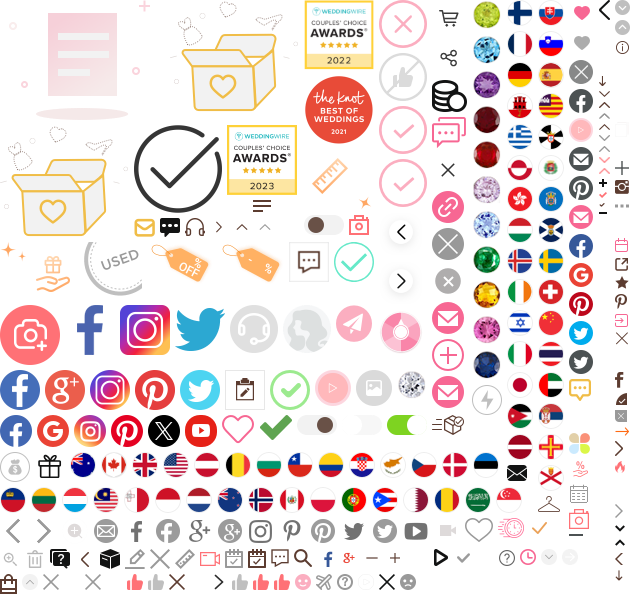 WEDDINGWIRE
COUPLES' CHOICE
AWARDS®
2022
the knot
BEST OF
WEDDINGS
2021
WEDDINGWIRE
COUPLES' CHOICE
AWARDS®
2023
USED
OFF